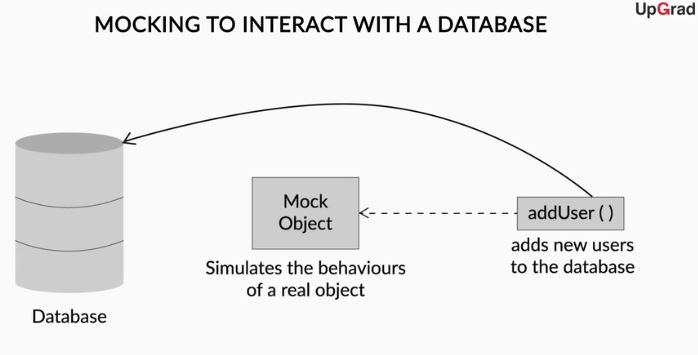 UpGrad
MOCKING TO INTERACT WITH A DATABASE
Mock
Object
addUser ( )
Simulates the behaviours
of a real object
adds new users
to the database
Database